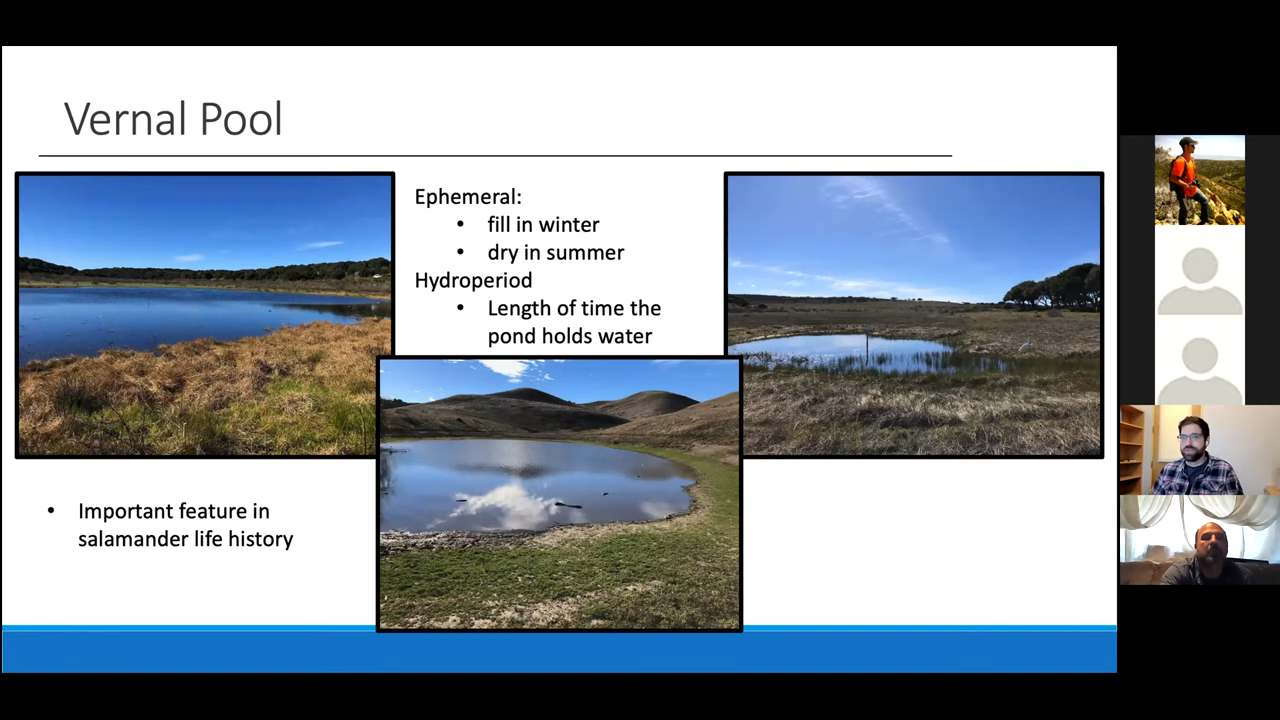 Vernal Pool
Ephemeral:
• fill in winter
• dry in summer
Hydroperiod
• Length of time the
pond holds water
• Important feature in
salamander life history